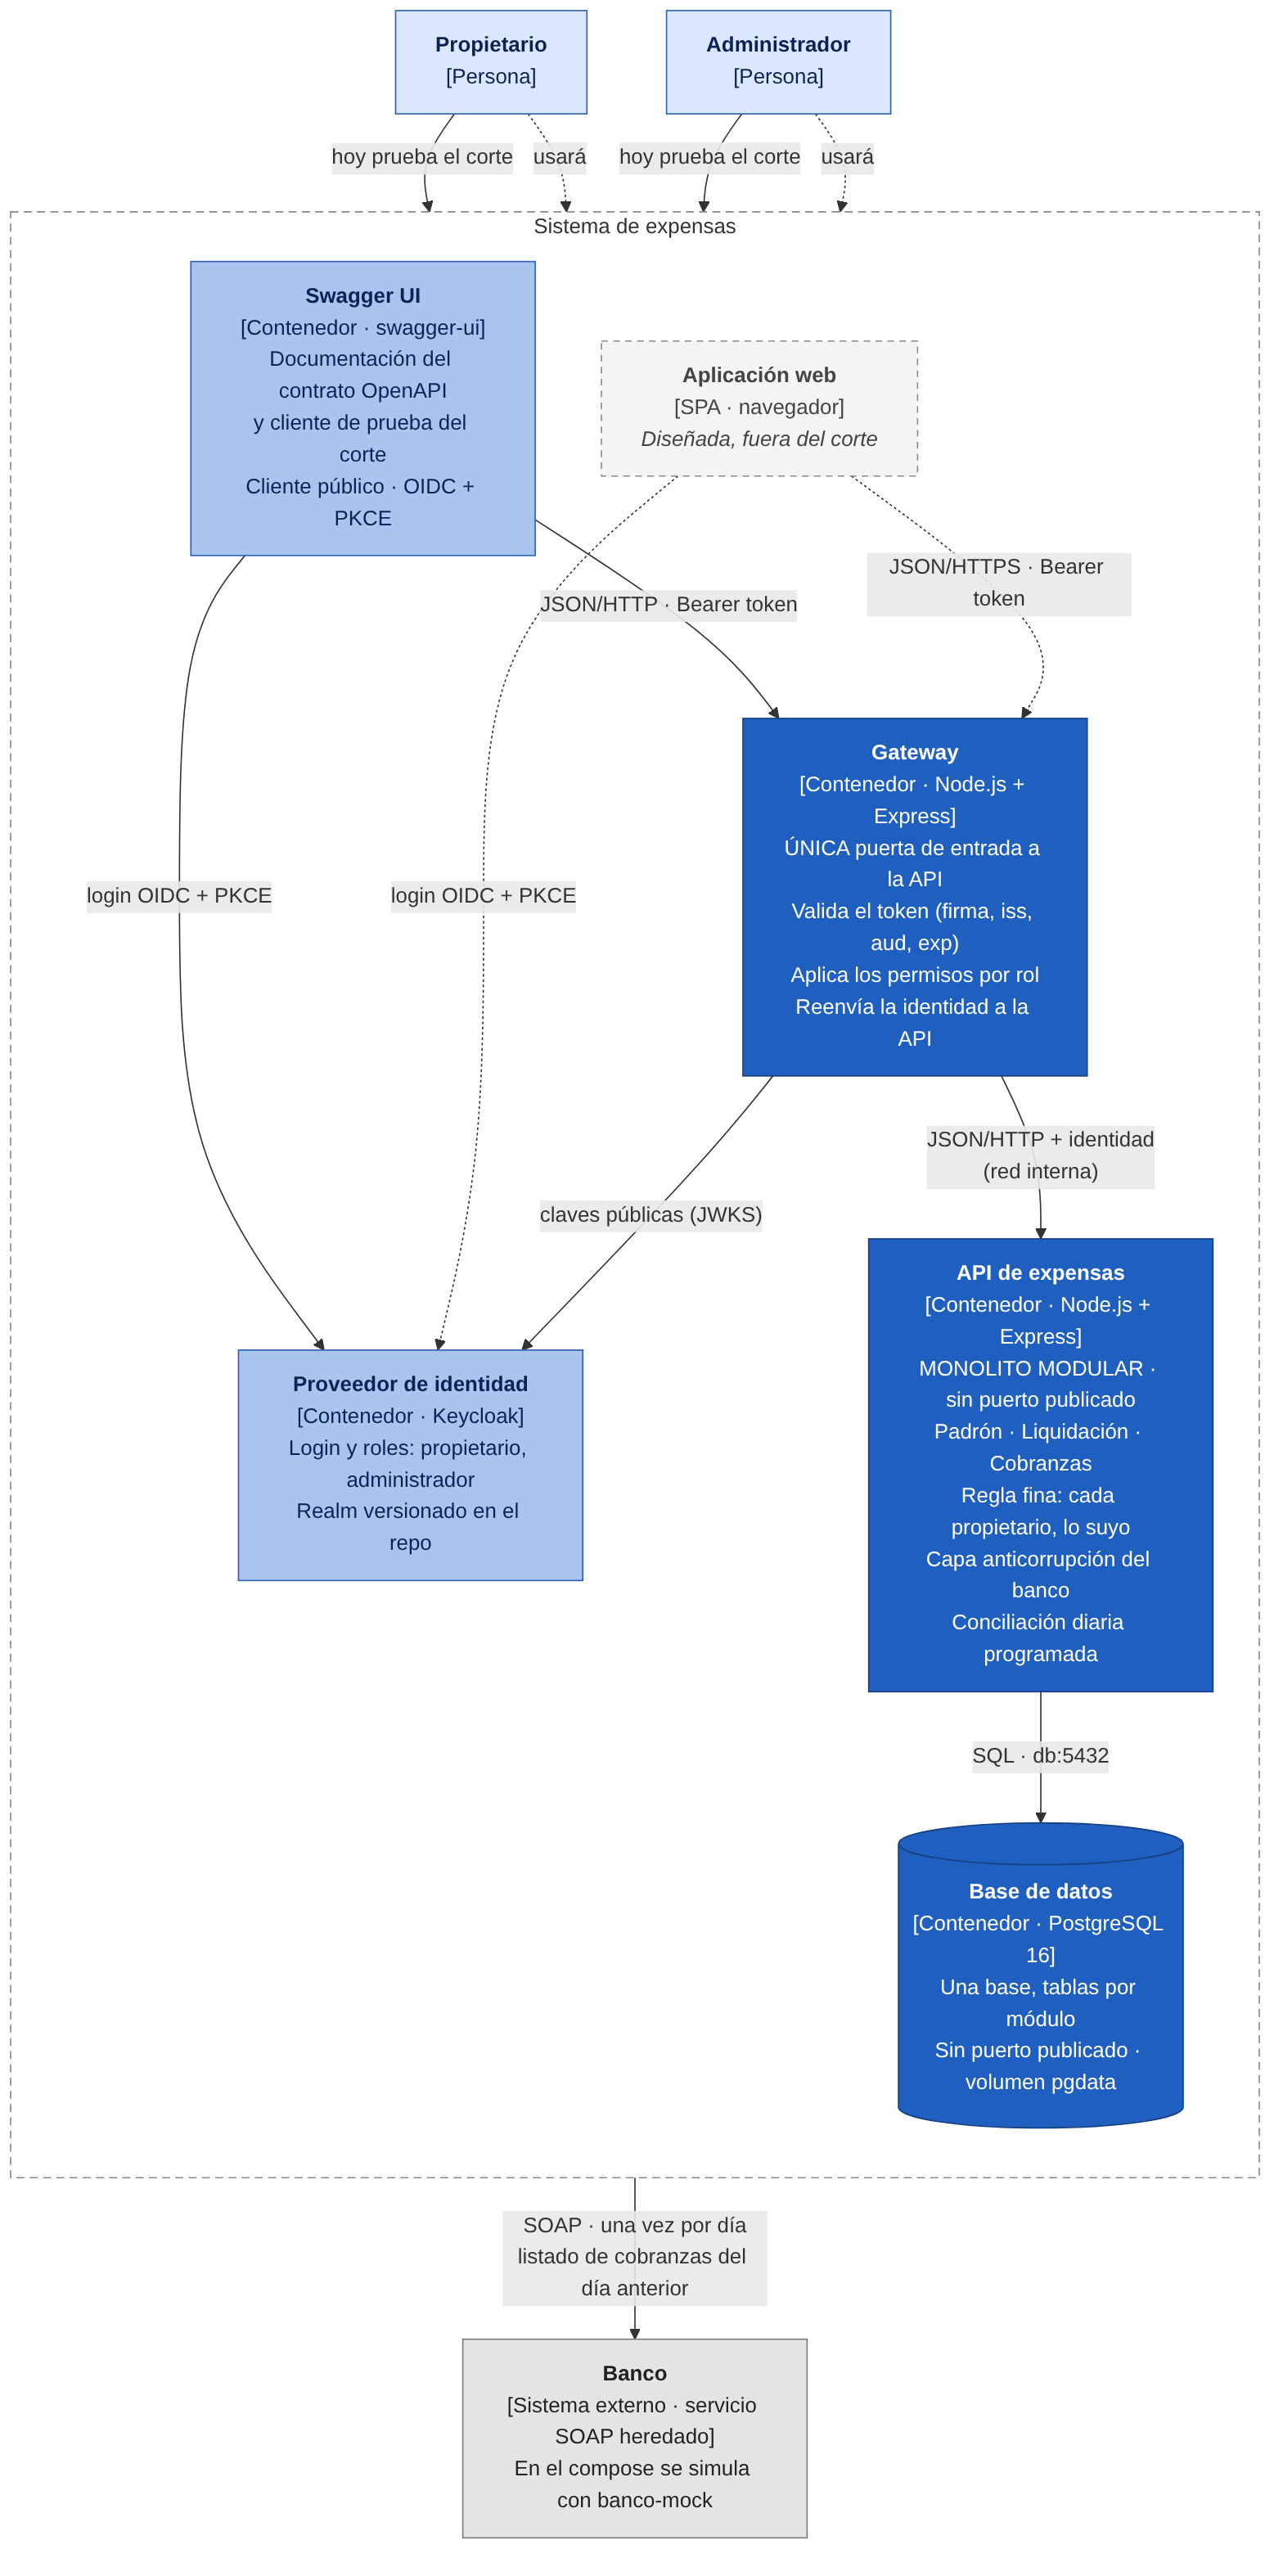 Propietario
[Persona]
Administrador
[Persona]
hoy prueba el corte
usará
hoy prueba el corte
usará
Sistema de expensas
Swagger UI
[Contenedor · swagger-ui]
Documentación del
contrato OpenAPI
y cliente de prueba del
corte
Cliente público · OIDC +
PKCE
Aplicación web
[SPA · navegador]
Diseñada, fuera del corte
JSON/HTTP · Bearer token
JSON/HTTPS · Bearer
token
Gateway
[Contenedor · Node.js +
Express]
ÚNICA puerta de entrada a
la API
Valida el token (firma, iss,
aud, exp)
Aplica los permisos por rol
Reenvía la identidad a la
API
login OIDC + PKCE
login OIDC + PKCE
JSON/HTTP + identidad
(red interna)
claves públicas (JWKS)
API de expensas
[Contenedor · Node.js +
Express]
MONOLITO MODULAR ·
sin puerto publicado
Padrón · Liquidación ·
Cobranzas
Regla fina: cada
propietario, lo suyo
Capa anticorrupción del
banco
Conciliación diaria
programada
Proveedor de identidad
[Contenedor · Keycloak]
Login y roles: propietario,
administrador
Realm versionado en el
repo
SQL · db:5432
Base de datos
[Contenedor · PostgreSQL
16]
Una base, tablas por
módulo
Sin puerto publicado ·
volumen pgdata
SOAP · una vez por día
listado de cobranzas del
día anterior
Banco
[Sistema externo · servicio
SOAP heredado]
En el compose se simula
con banco-mock